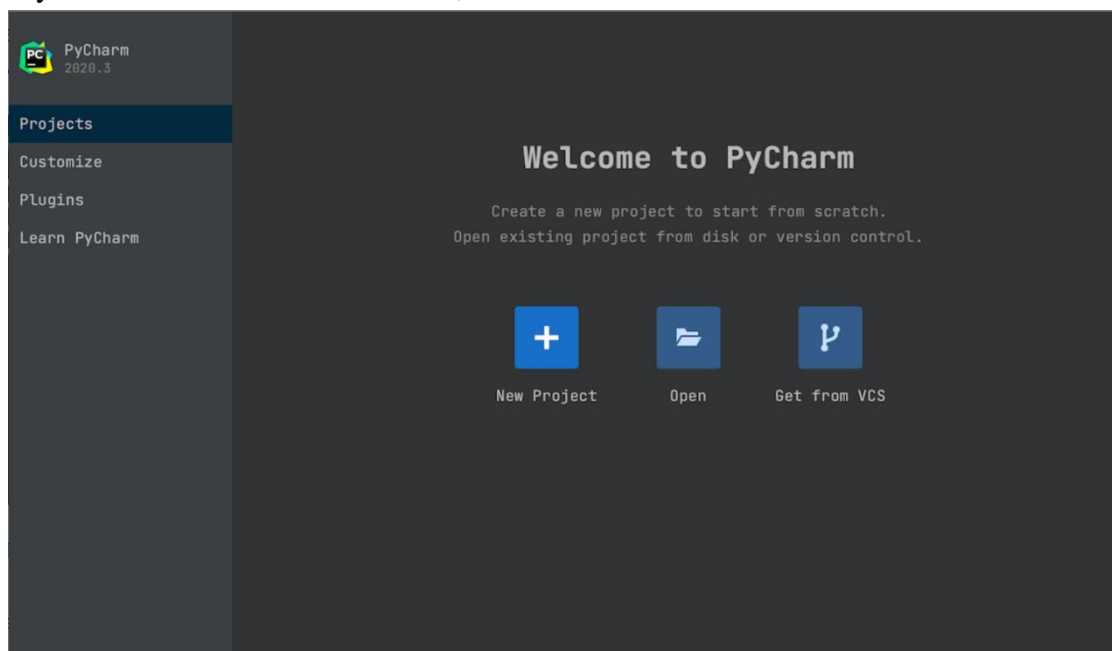 PC
PyCharm
2020.3
Projects
Customize
Plugins
Learn PyCharm
Welcome to PyCharm
Create a new project to start from scratch.
Open existing project from disk or version control.
New Project
Open
Get from VCS